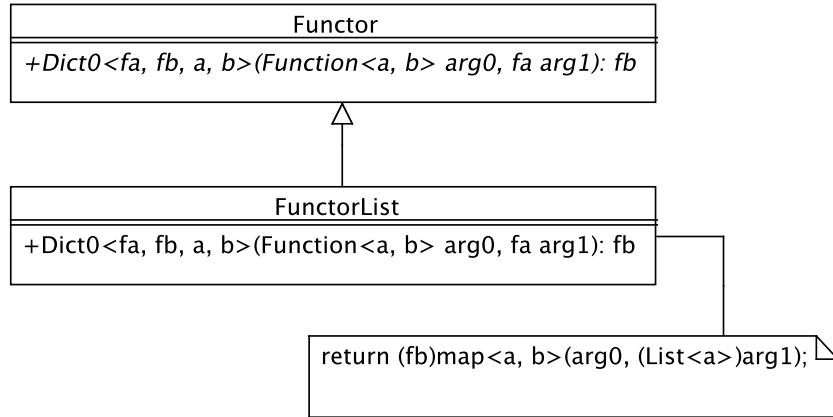 Functor
+Dict0<fa, fb, a, b>(Function<a, b> arg0, fa arg1): fb
FunctorList
+Dict0<fa, fb, a, b>(Function<a, b> arg0, fa arg1): fb
return (fb)map<a, b>(arg0, (List<a>)arg1);